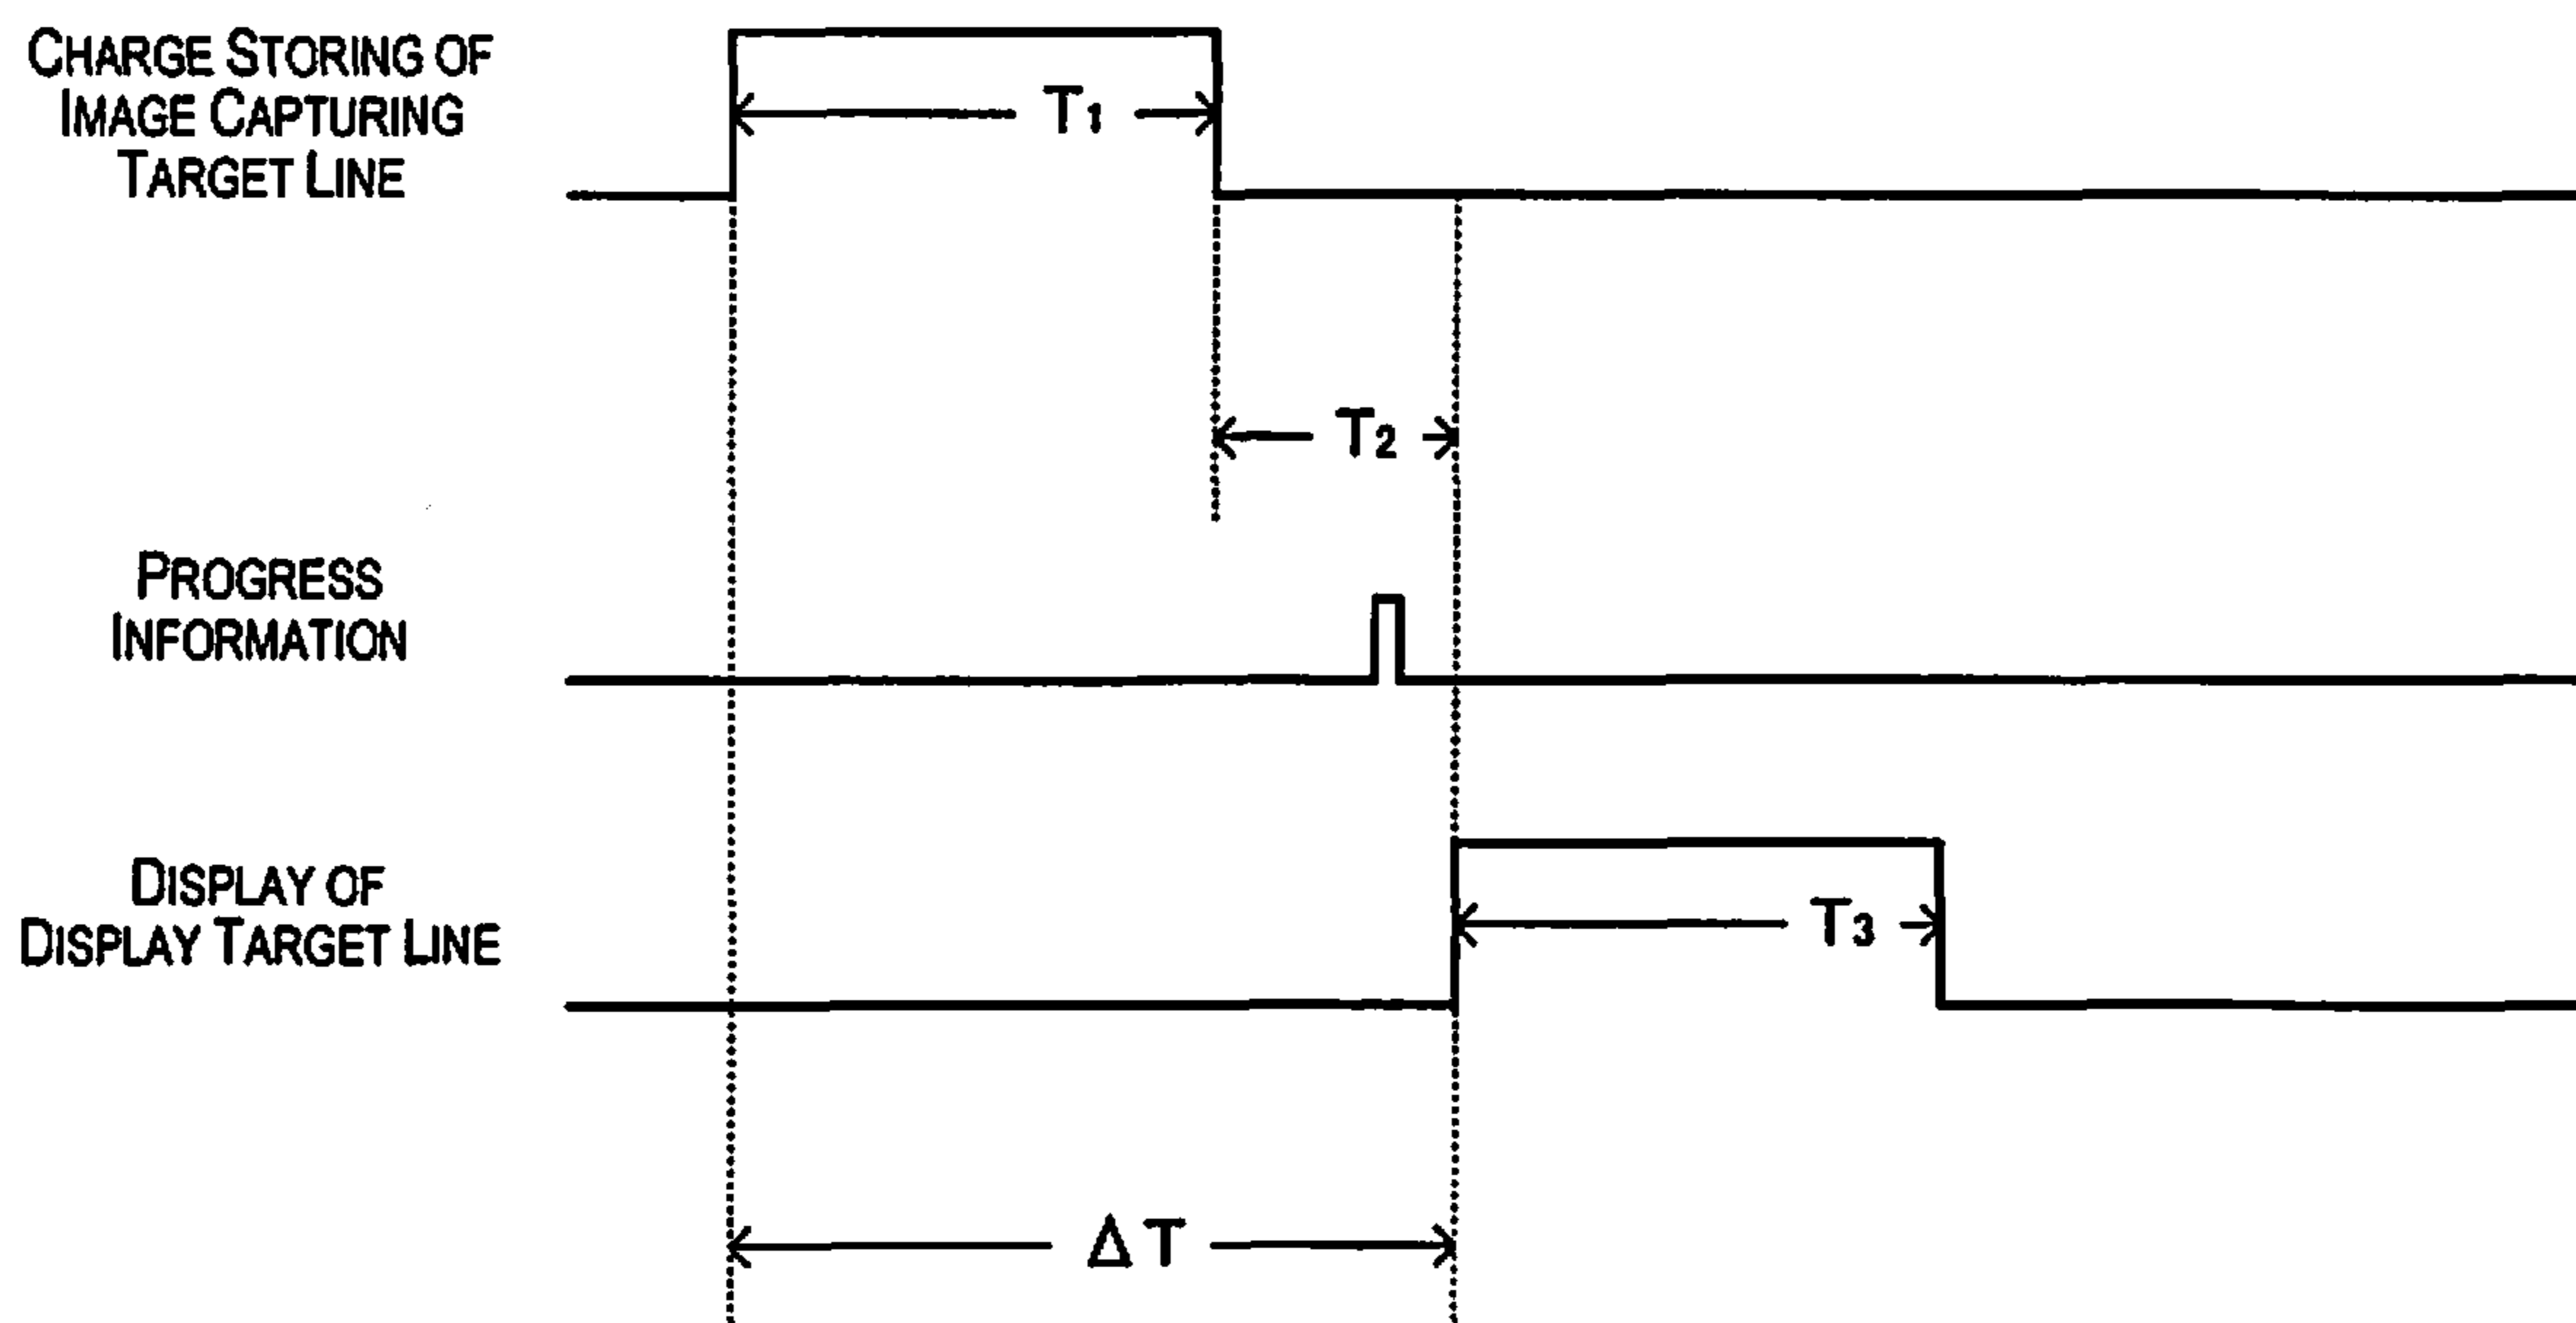 CHARGE STORING OF
IMAGE CAPTURING
TARGET LINE
T1
T2
PROGRESS
INFORMATION
DISPLAY OF
DISPLAY TARGET LINE
T3
ΔT